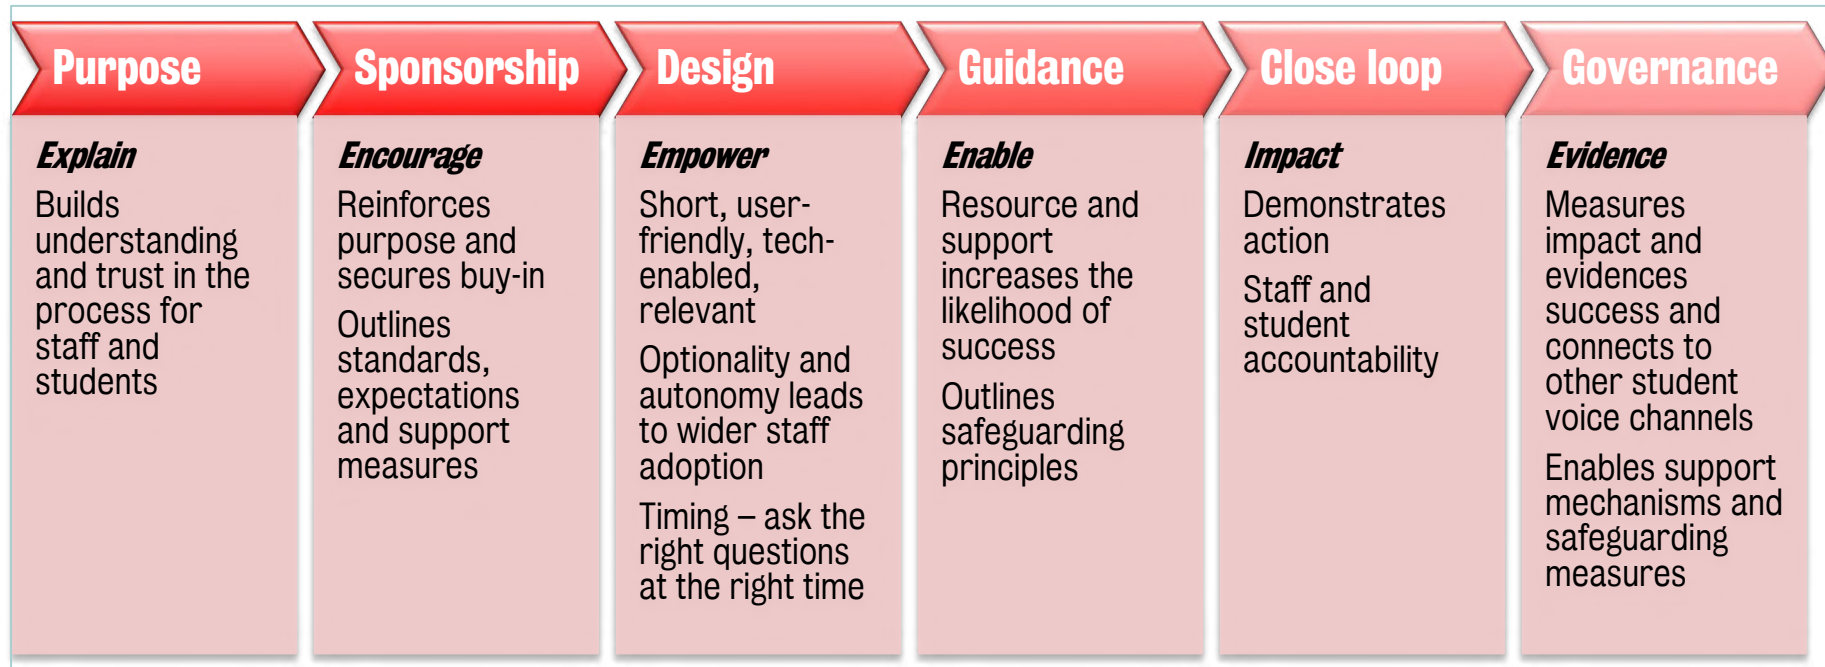 Purpose
Sponsorship
Design
Guidance
Close loop
Governance
Explain
Builds
understanding
and trust in the
process for
staff and
students
Encourage
Reinforces
purpose and
secures buy-in
Outlines
standards,
expectations
and support
measures
Empower
Short, user-
friendly, tech-
enabled,
relevant
Optionality and
autonomy leads
to wider staff
adoption
Timing – ask the
right questions
at the right time
Enable
Resource and
support
increases the
likelihood of
success
Outlines
safeguarding
principles
Impact
Demonstrates
action
Staff and
student
accountability
Evidence
Measures
impact and
evidences
success and
connects to
other student
voice channels
Enables support
mechanisms and
safeguarding
measures